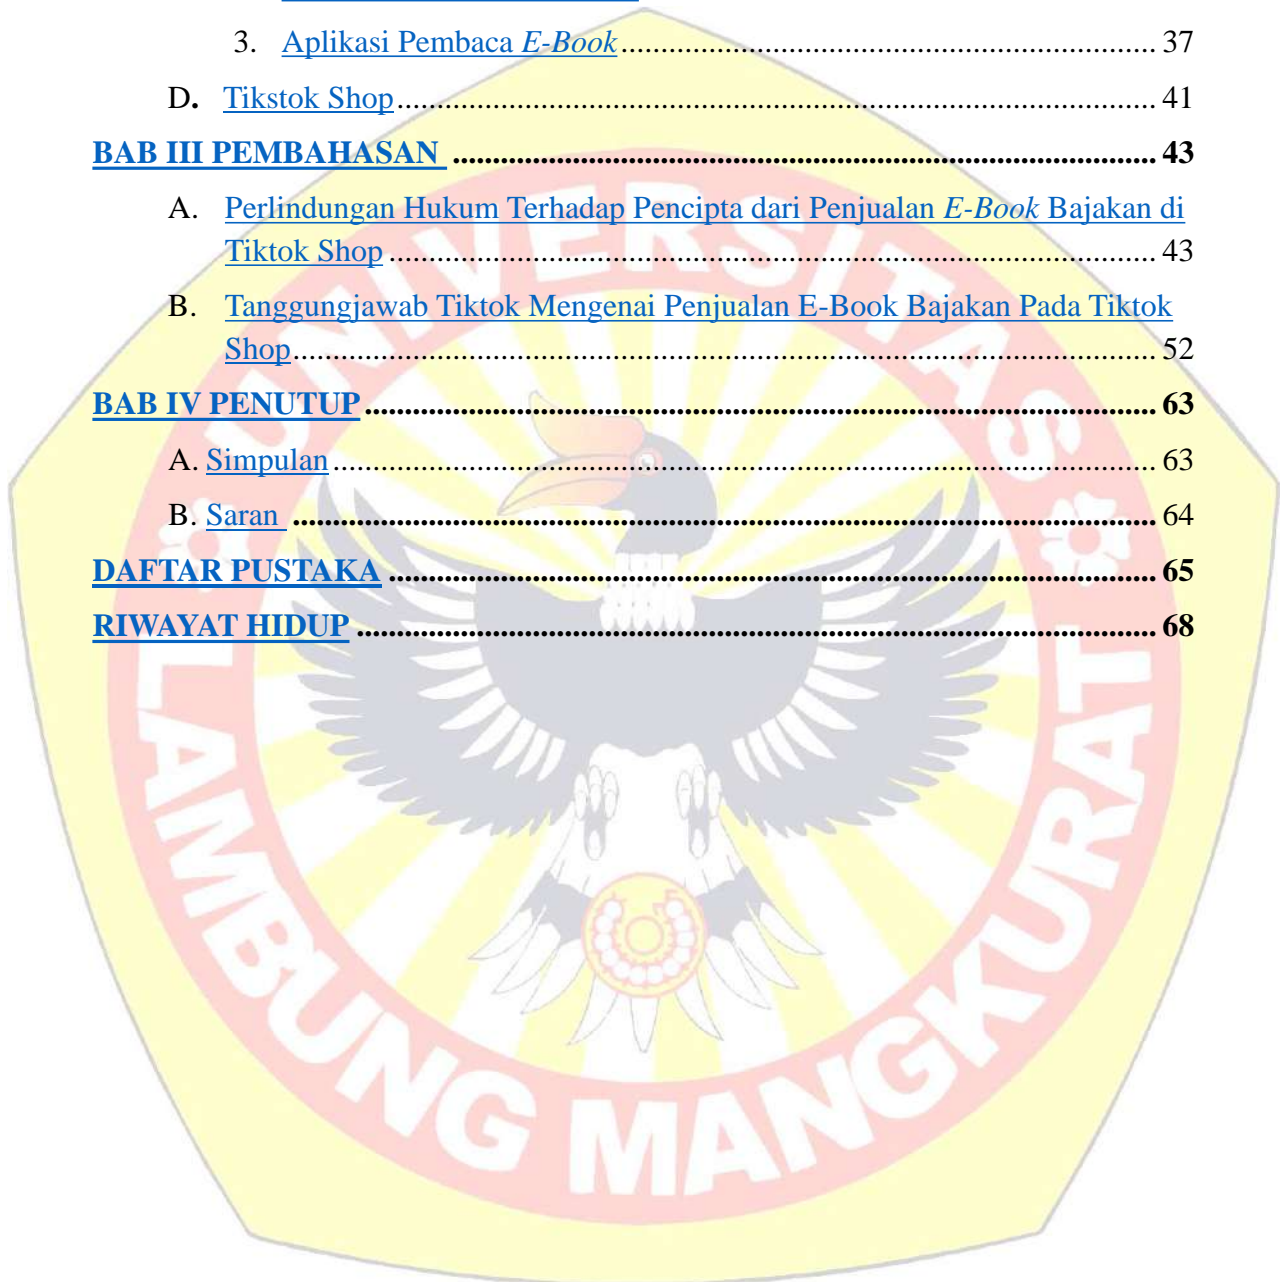 3. Aplikasi Pembaca E-Book................................................................... 37
D. Tikstok Shop.............................................................................................. 41
BAB III PEMBAHASAN ......................................................................................... 43
A. Perlindungan Hukum Terhadap Pencipta dari Penjualan E-Book Bajakan di
Tiktok Shop ................................................................................................ 43
B. Tanggungjawab Tiktok Mengenai Penjualan E-Book Bajakan Pada Tiktok
Shop............................................................................................................ 52
BAB IV PENUTUP.................................................................................................... 63
A. Simpulan....................................................................................................... 63
B. Saran ............................................................................................................. 64
DAFTAR PUSTAKA ................................................................................................. 65
RIWAYAT HIDUP ..................................................................................................... 68
UNIVERSITAS
LAMBUNG MANGKURAT